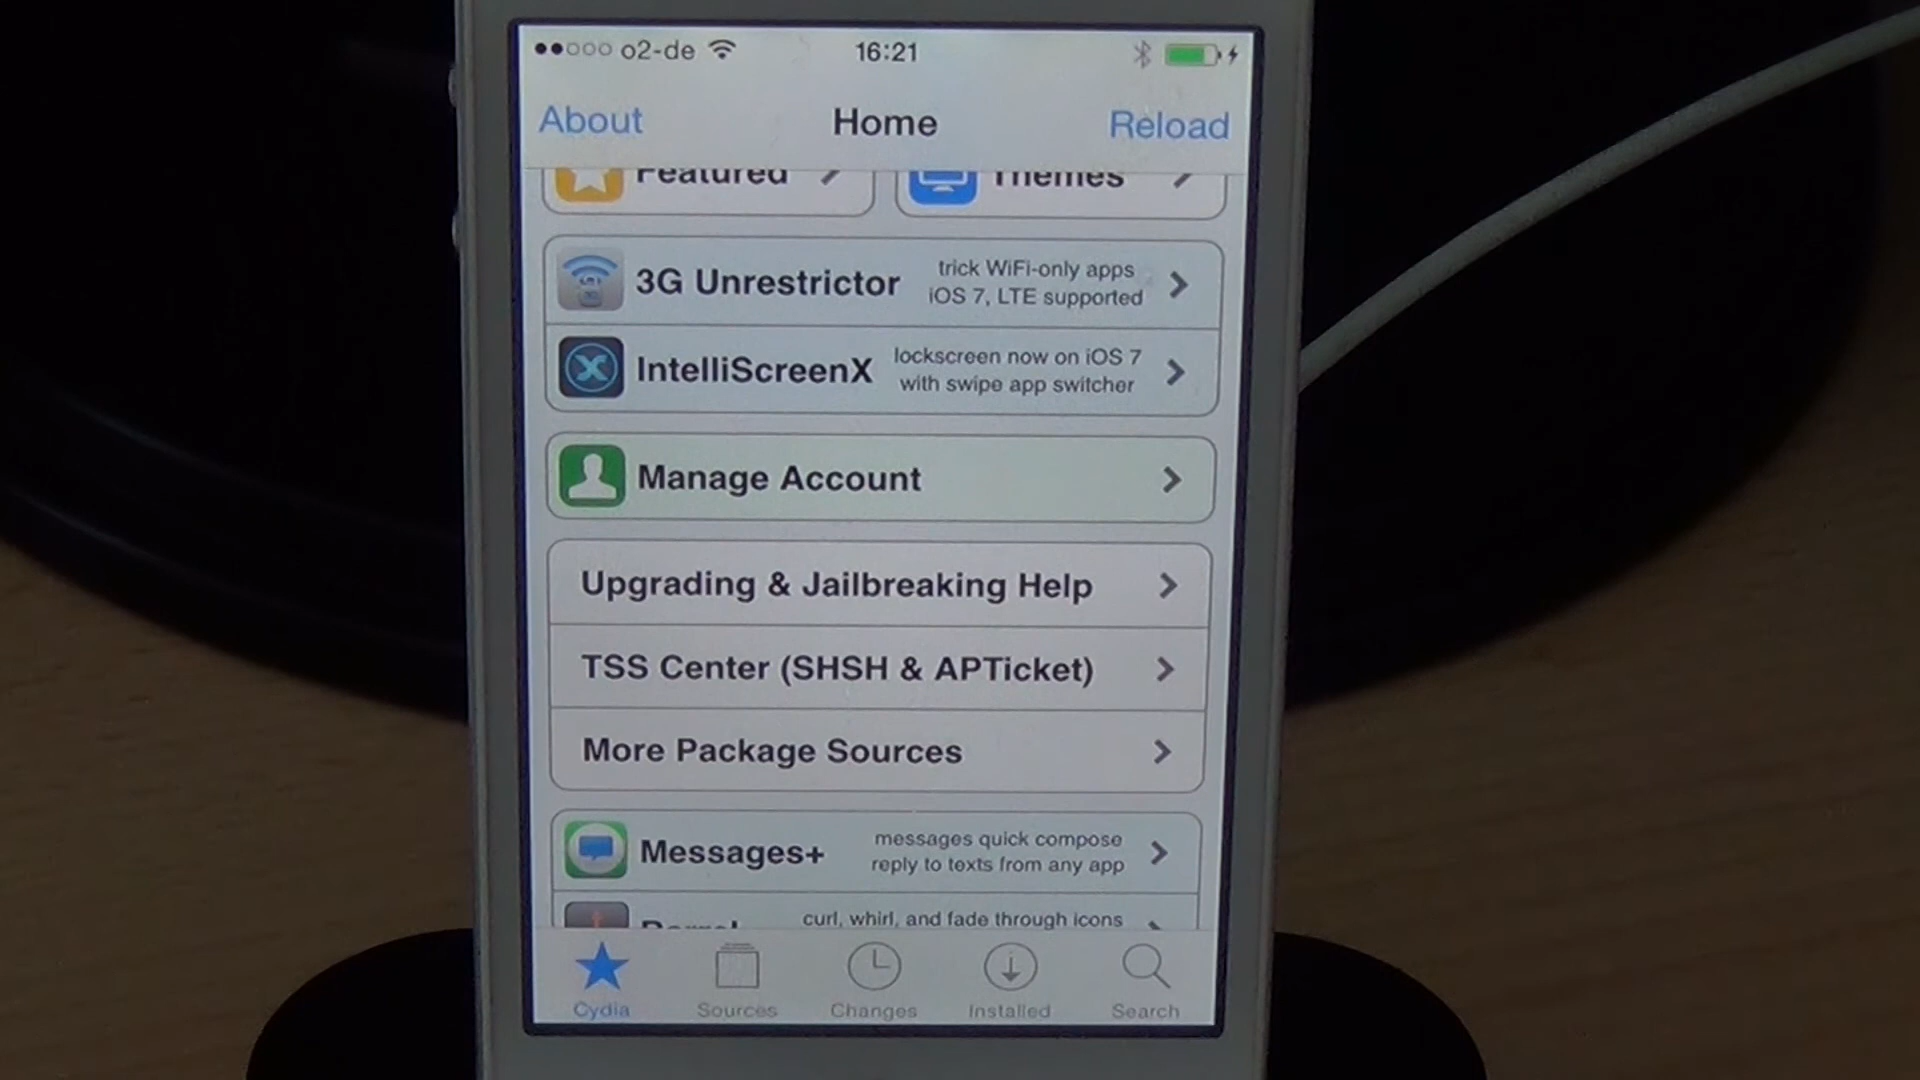 o2-de 16:21
About Home Reload
Featured Themes
3G Unrestrictor
trick WiFi-only apps
iOS 7, LTE supported
IntelliScreenX
lockscreen now on iOS 7
with swipe app switcher
Manage Account
Upgrading & Jailbreaking Help
TSS Center (SHSH & APTicket)
More Package Sources
Messages+
messages quick compose
reply to texts from any app
curl, whirl, and fade through icons
Cydia Sources Changes Installed Search